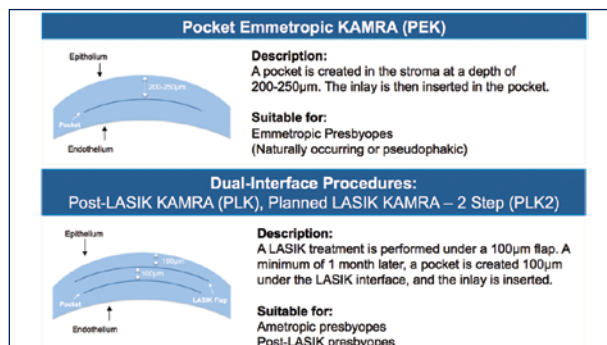 Pocket Emmetropic KAMRA (PEK)
Epithelium
200-250μm
Pocket
Endothelium
Description:
A pocket is created in the stroma at a depth of
200-250μm. The inlay is then inserted in the pocket.
Suitable for:
Emmetropic Presbyopes
(Naturally occurring or pseudophakic)
Dual-Interface Procedures:
Post-LASIK KAMRA (PLK), Planned LASIK KAMRA – 2 Step (PLK2)
Epithelium
100μm
100μm
Pocket
LASIK Flap
Endothelium
Description:
A LASIK treatment is performed under a 100μm flap. A
minimum of 1 month later, a pocket is created 100μm
under the LASIK interface, and the inlay is inserted.
Suitable for:
Ametropic presbyopes
Post-LASIK presbyopes